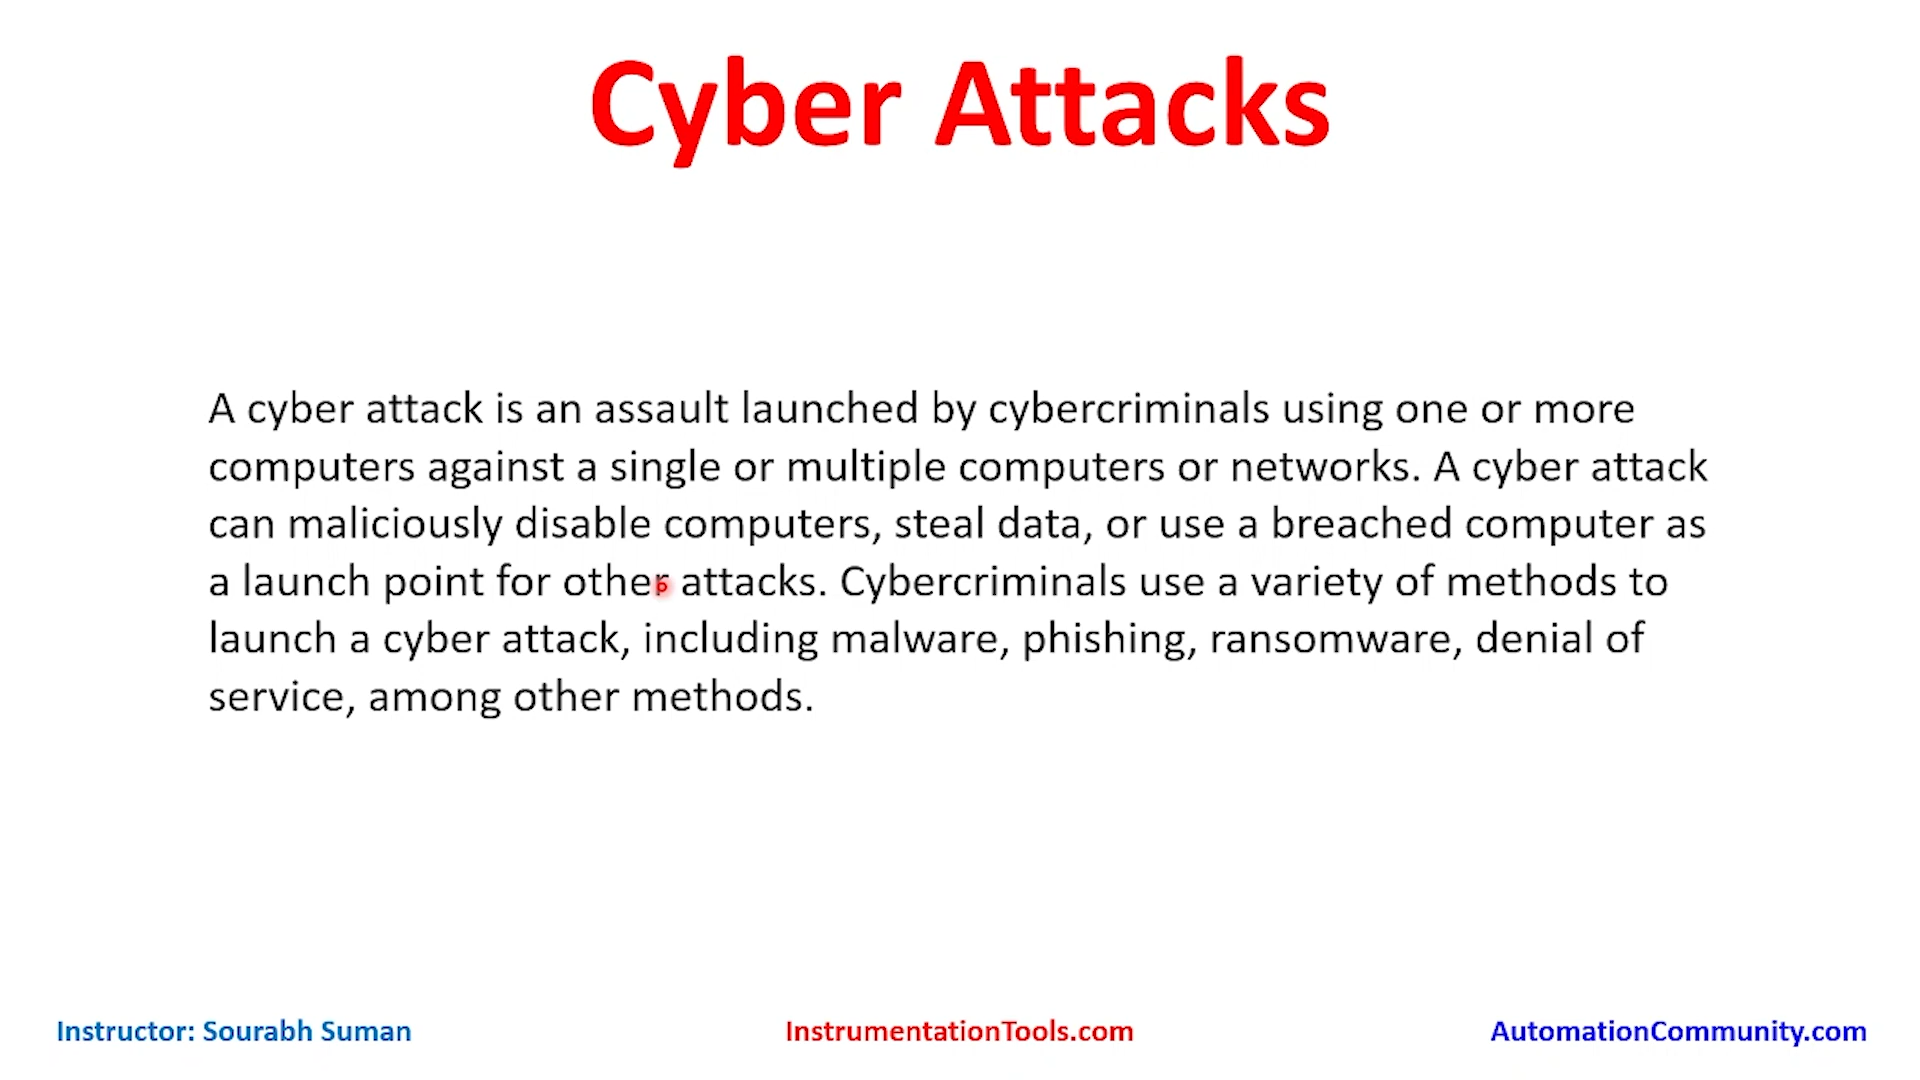 Cyber Attacks
A cyber attack is an assault launched by cybercriminals using one or more
computers against a single or multiple computers or networks. A cyber attack
can maliciously disable computers, steal data, or use a breached computer as
a launch point for other attacks. Cybercriminals use a variety of methods to
launch a cyber attack, including malware, phishing, ransomware, denial of
service, among other methods.
Instructor: Sourabh Suman
InstrumentationTools.com
AutomationCommunity.com